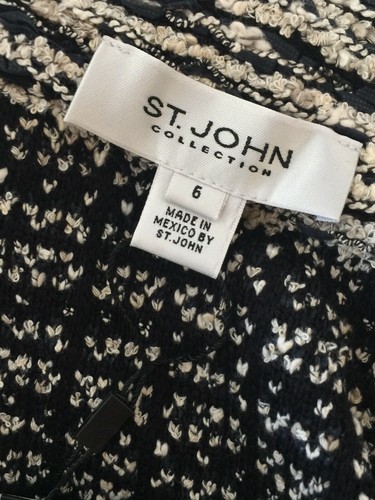 ST. JOHN
COLLECTION
6
MADE IN
MEXICO BY
ST. JOHN